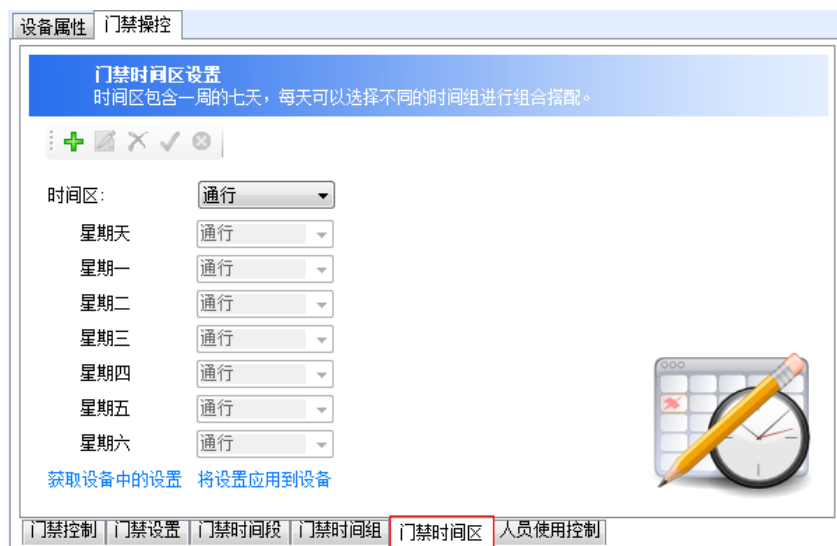 设备属性 门禁操控
门禁时间区设置
时间区包含一周的七天，每天可以选择不同的时间组进行组合搭配。
时间区: 通行
星期天 通行
星期一 通行
星期二 通行
星期三 通行
星期四 通行
星期五 通行
星期六 通行
获取设备中的设置 将设置应用到设备
门禁控制 门禁设置 门禁时间段 门禁时间组 门禁时间区 人员使用控制